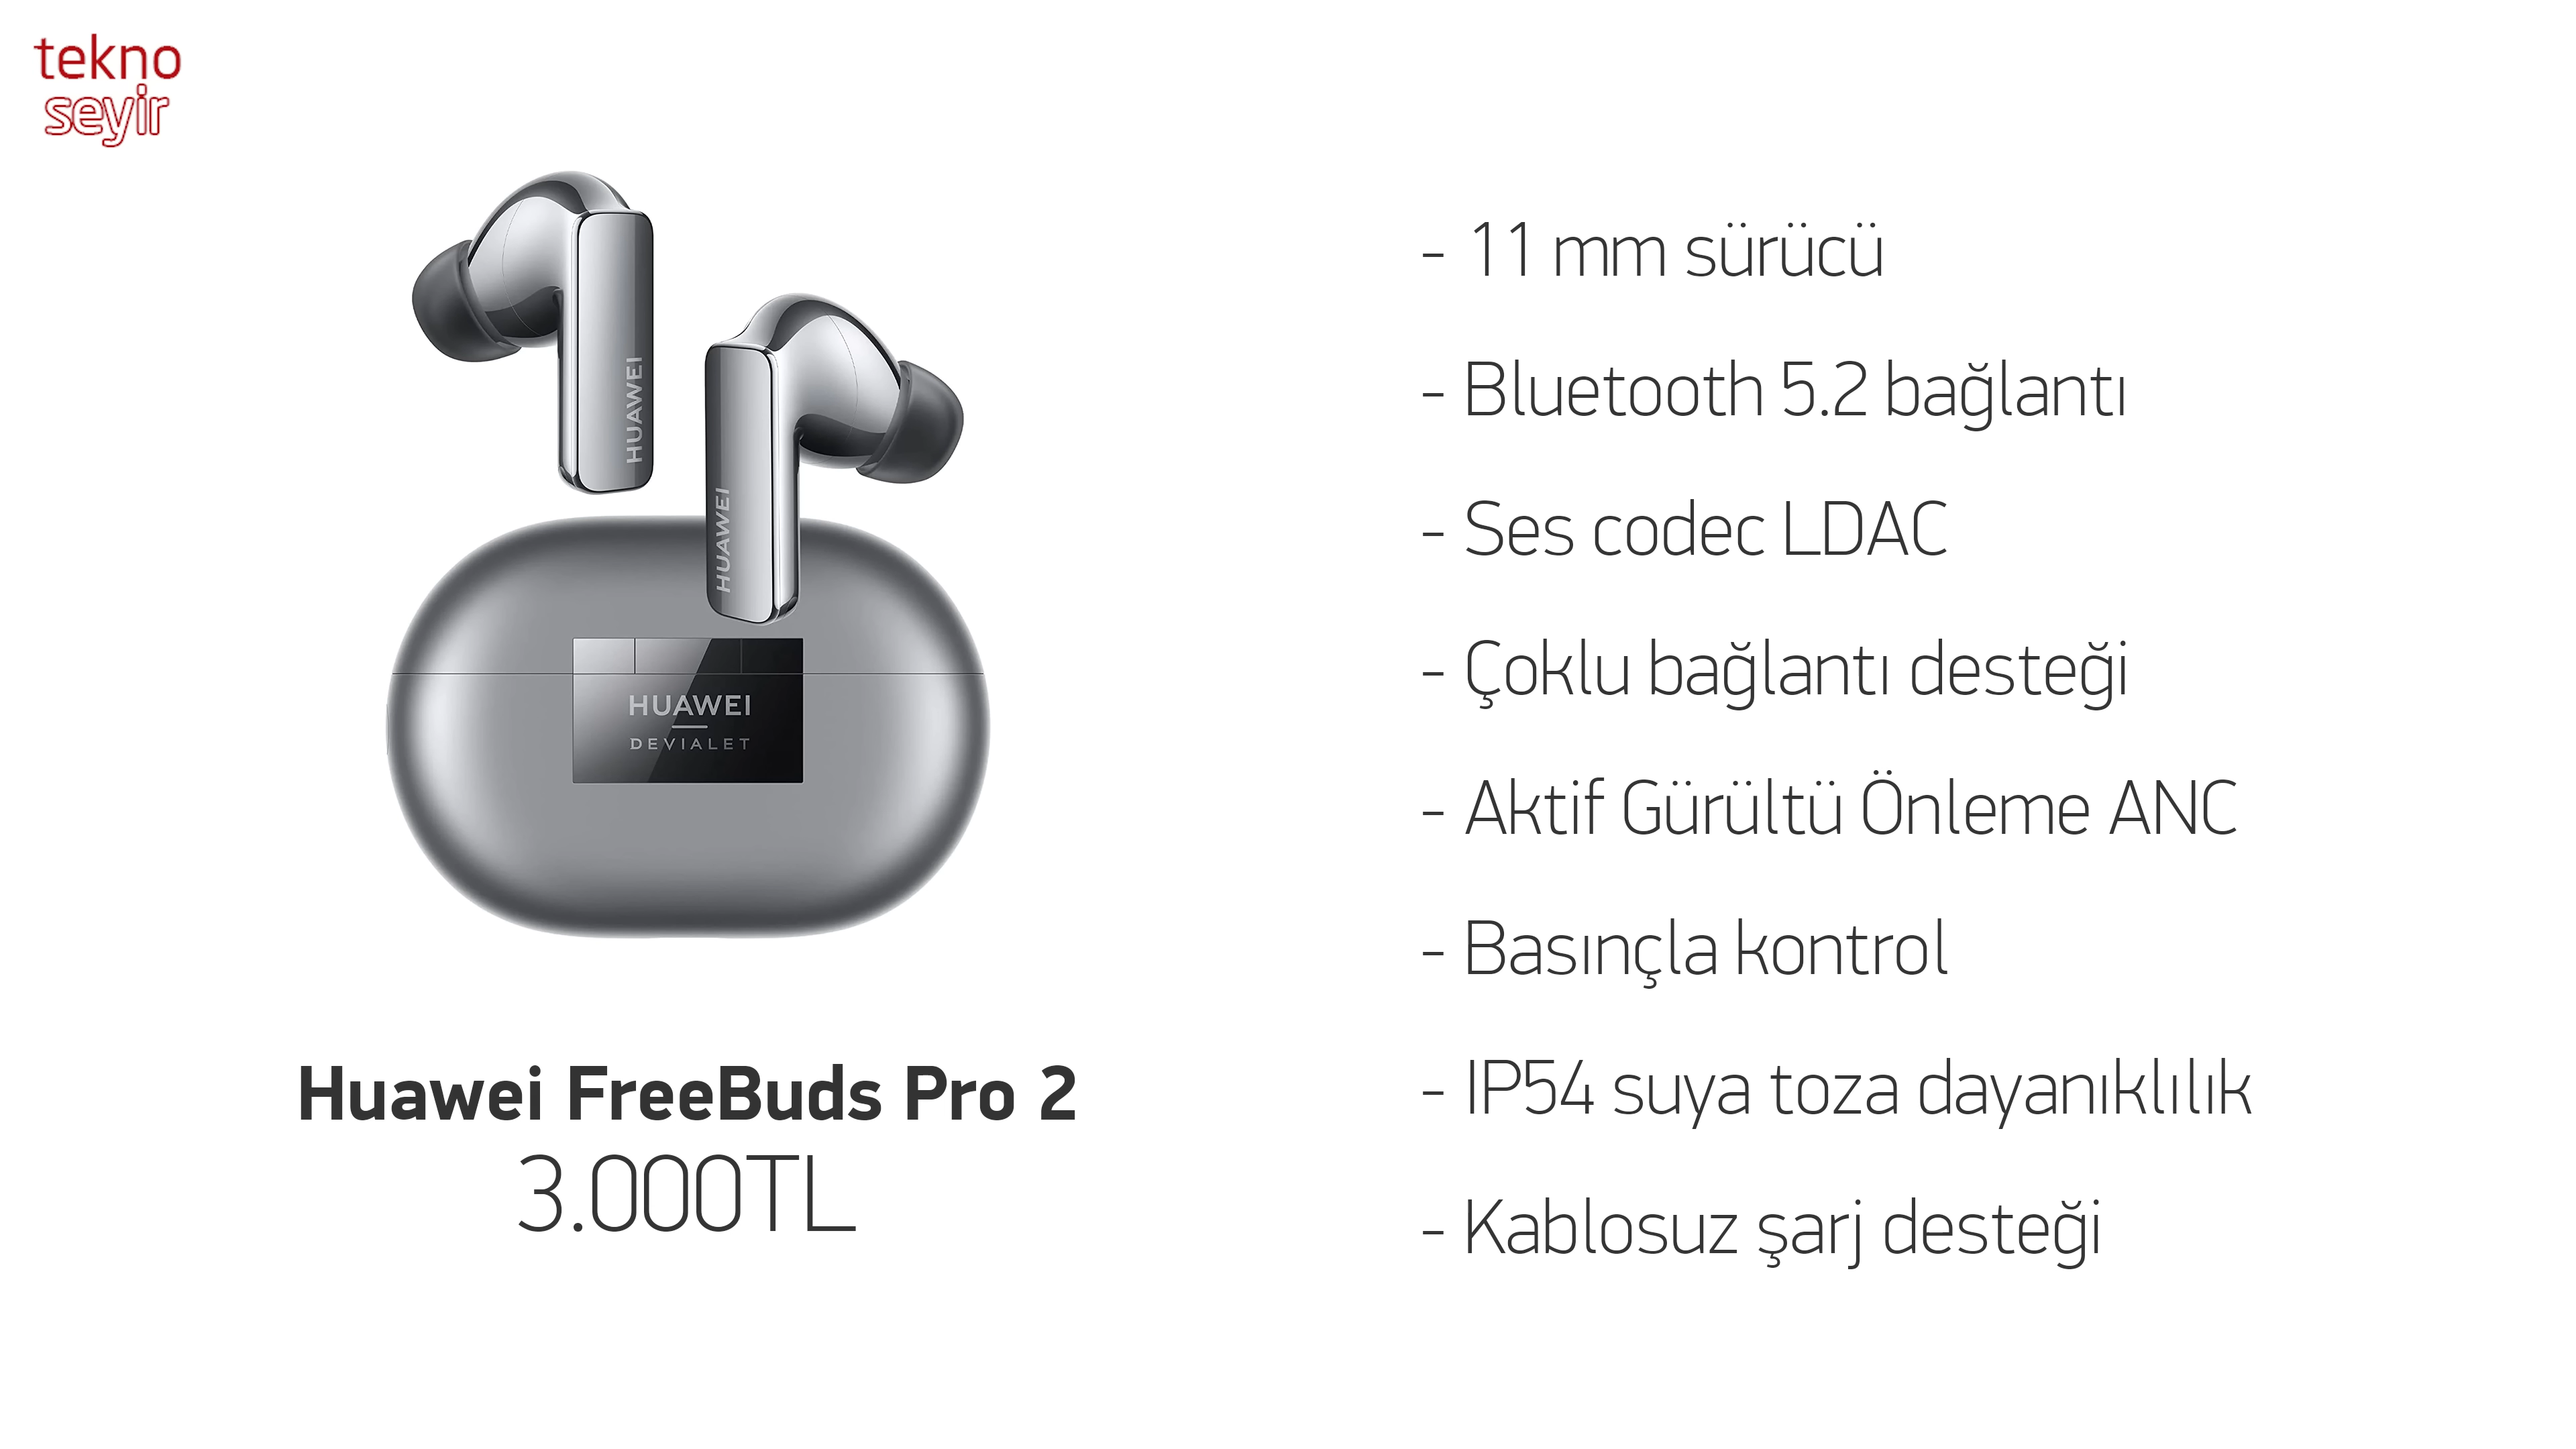 tekno
seyir
HUAWEI
HUAWEI
HUAWEI
DEVIALET
Huawei FreeBuds Pro 2
3.000TL
- 11 mm sürücü
- Bluetooth 5.2 bağlantı
- Ses codec LDAC
- Çoklu bağlantı desteği
- Aktif Gürültü Önleme ANC
- Basınçla kontrol
- IP54 suya toza dayanıklılık
- Kablosuz şarj desteği